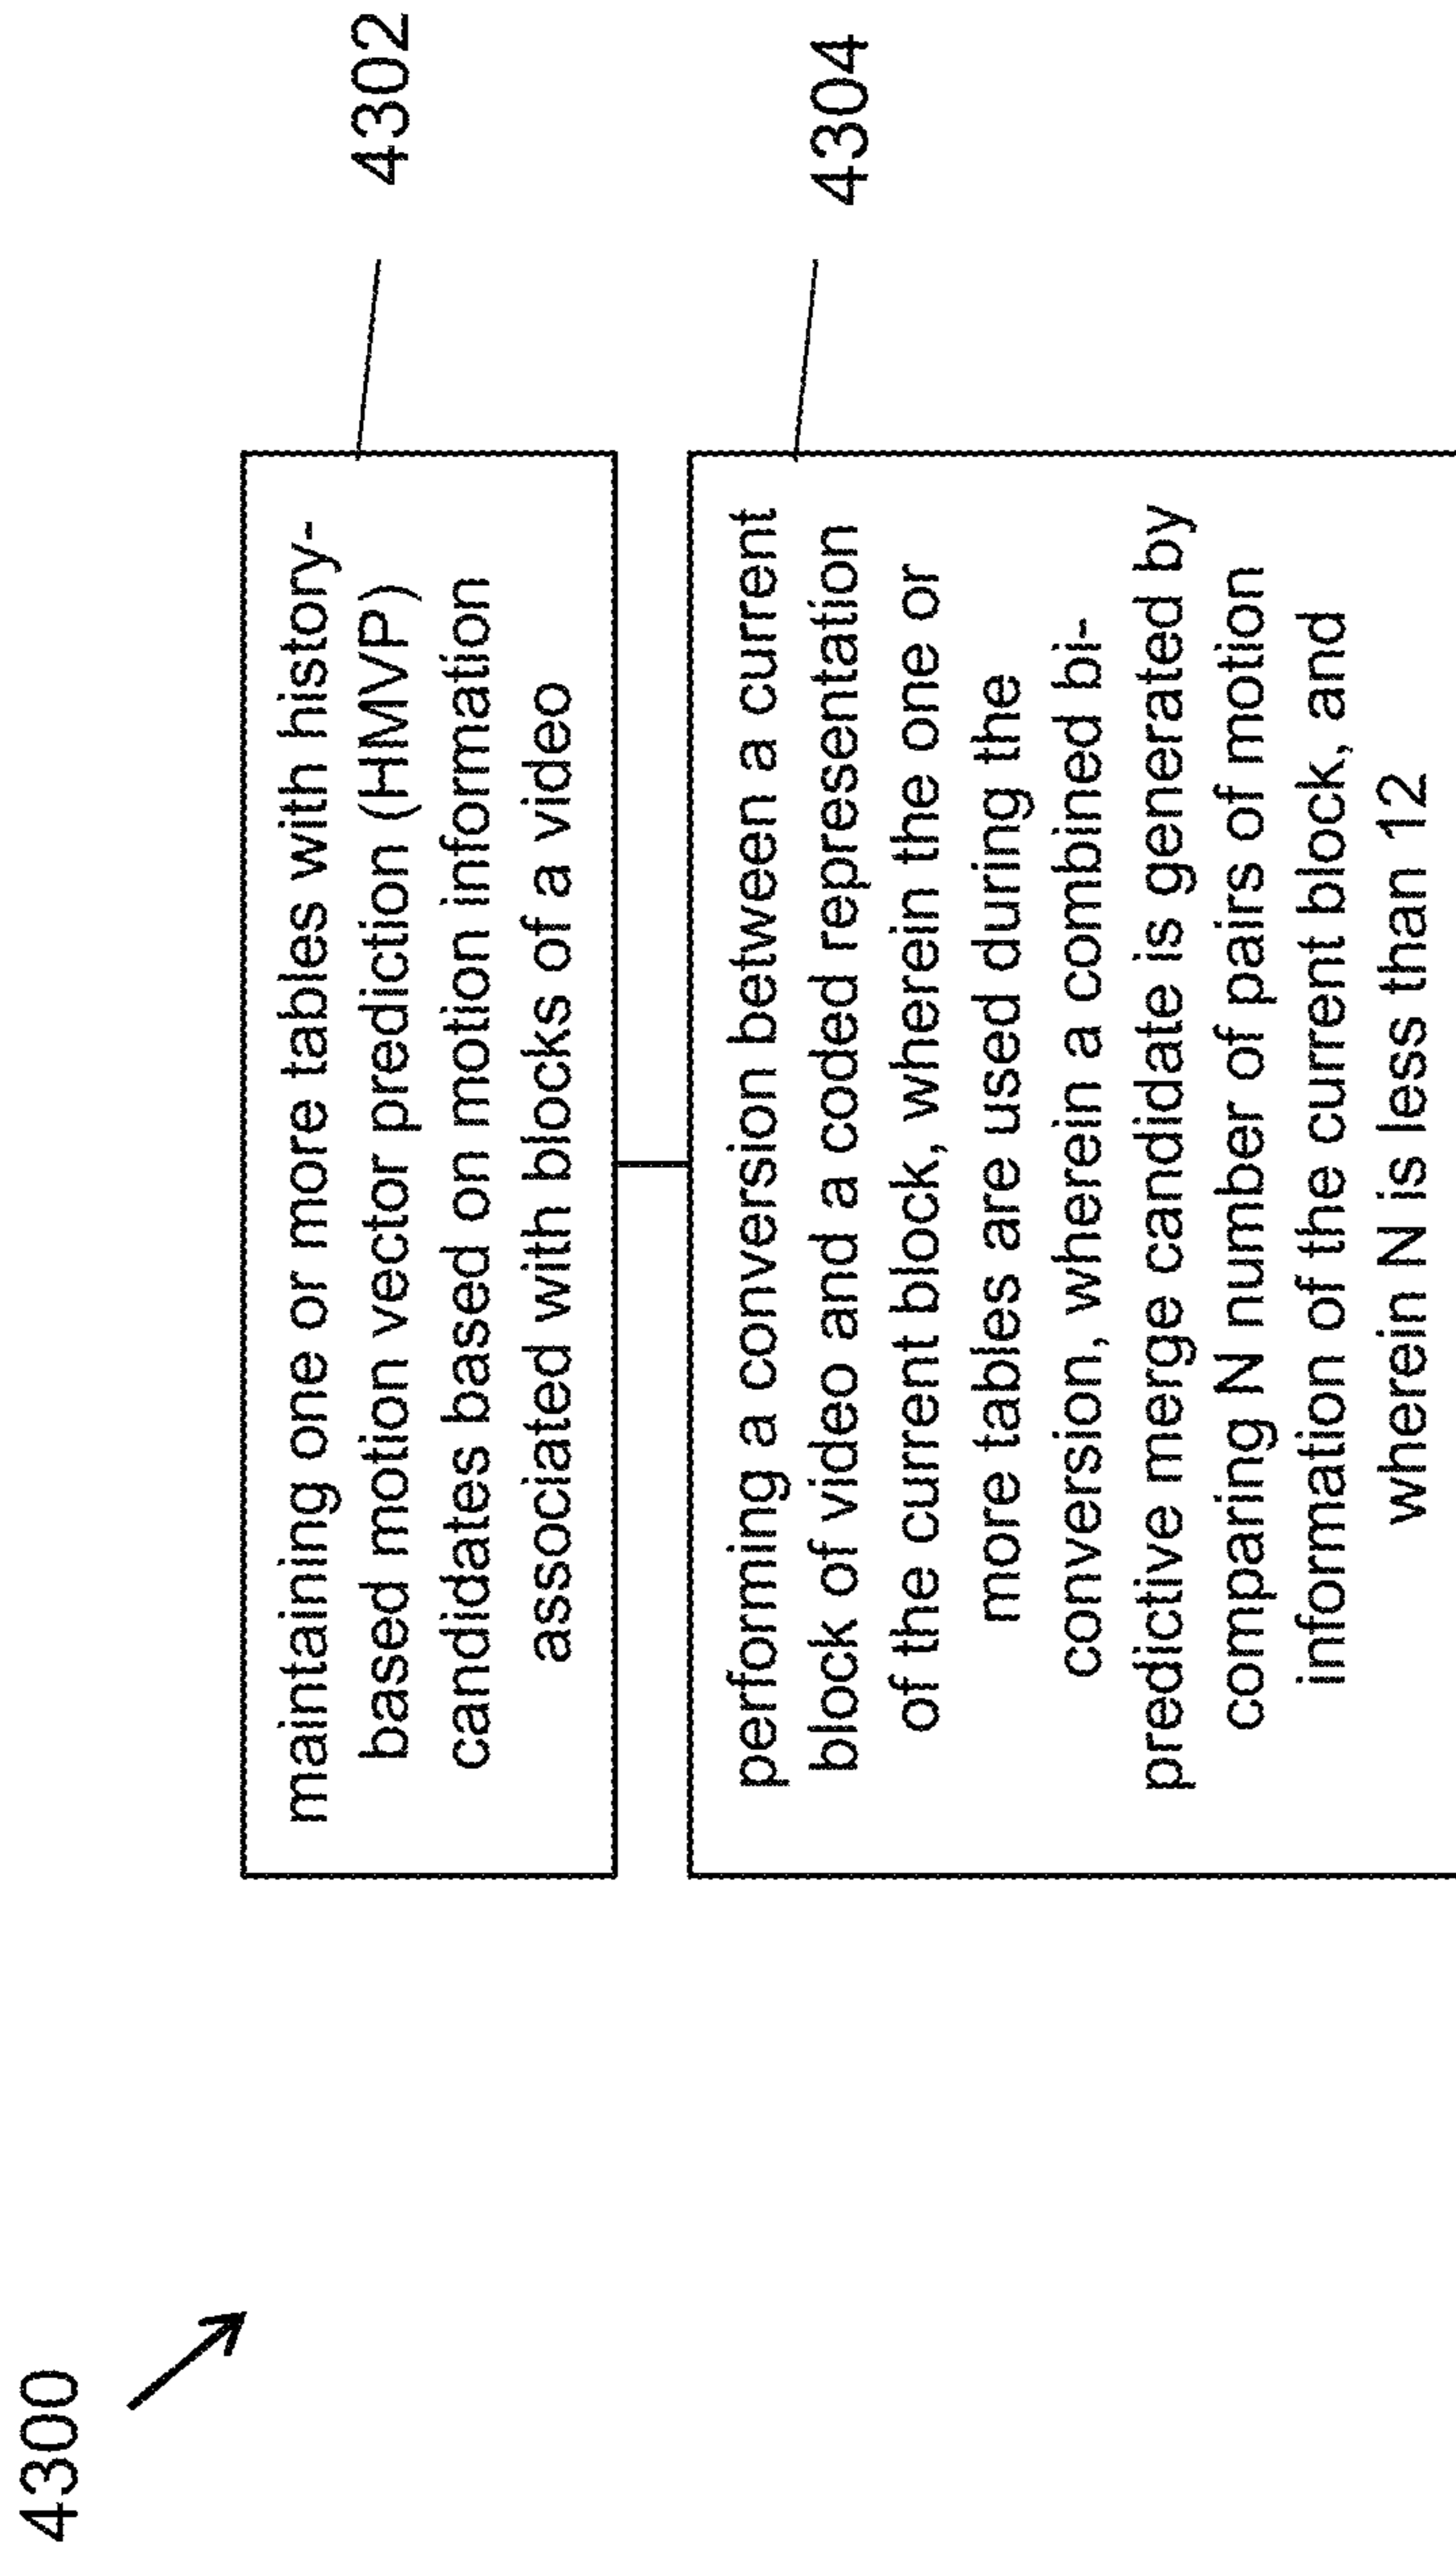 4300
maintaining one or more tables with history-
based motion vector prediction (HMVP)
candidates based on motion information
associated with blocks of a video
4302
performing a conversion between a current
block of video and a coded representation
of the current block, wherein the one or
more tables are used during the
conversion, wherein a combined bi-
predictive merge candidate is generated by
comparing N number of pairs of motion
information of the current block, and
wherein N is less than 12
4304